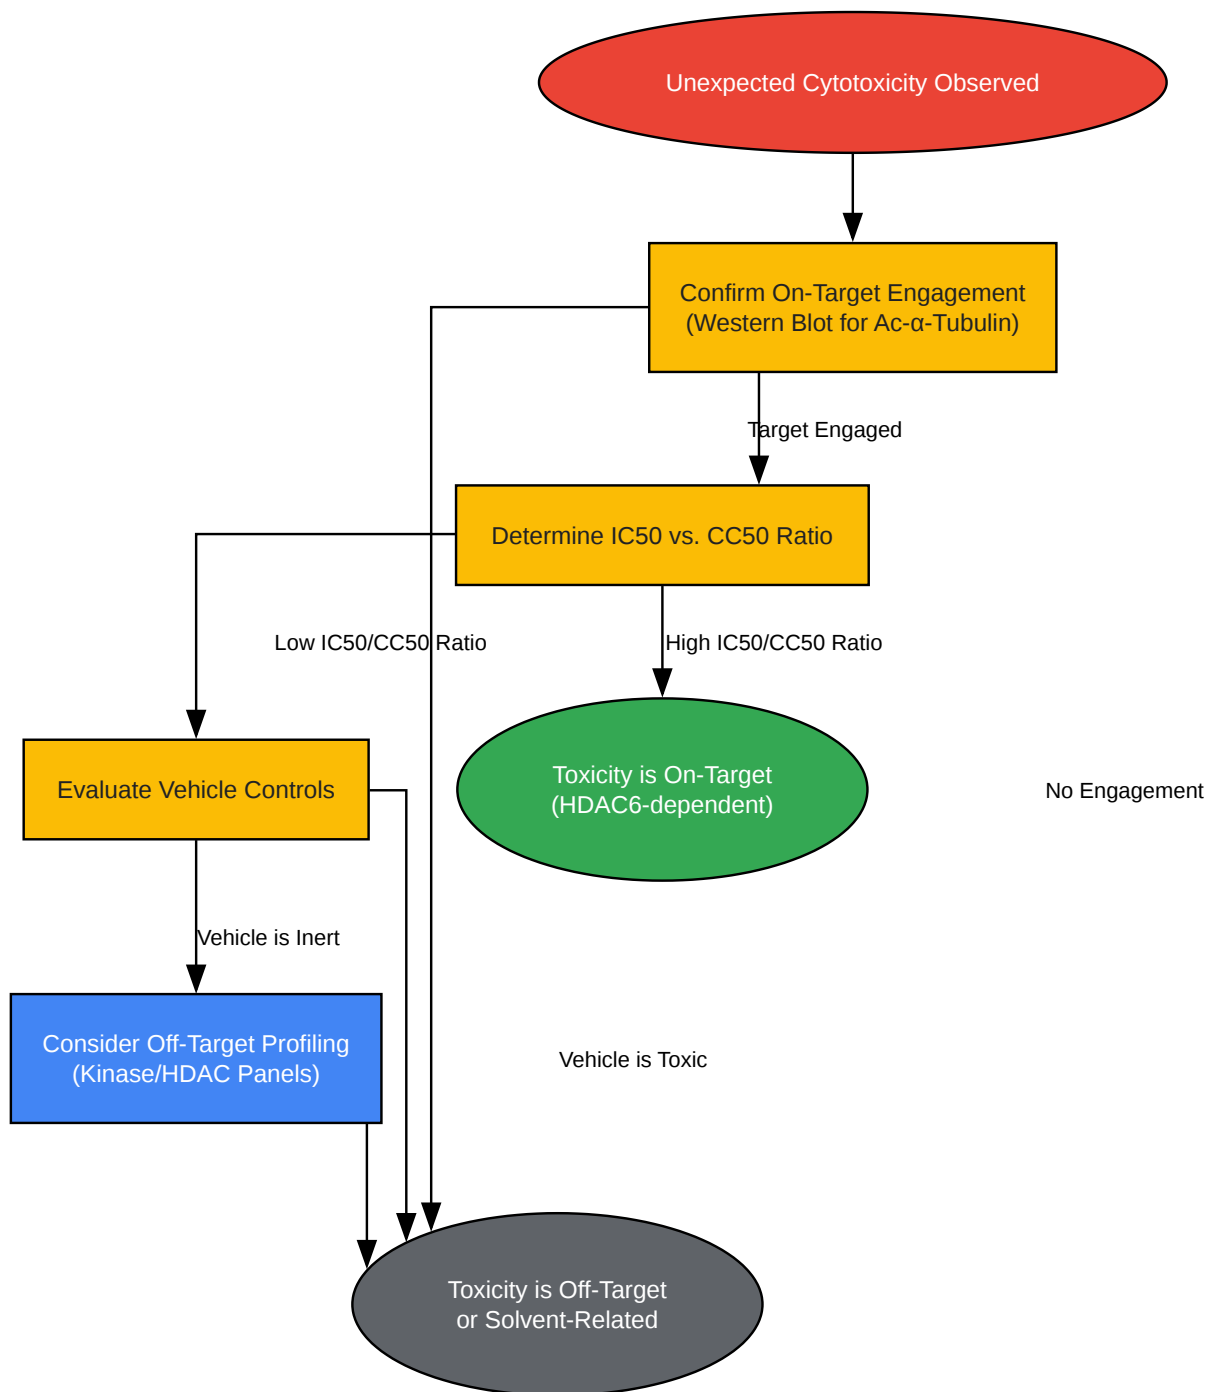 Unexpected Cytotoxicity Observed
Confirm On-Target Engagement
(Western Blot for Ac-α-Tubulin)
Target Engaged
Determine IC50 vs. CC50 Ratio
Low IC50/CC50 Ratio
High IC50/CC50 Ratio
Evaluate Vehicle Controls
Toxicity is On-Target
(HDAC6-dependent)
No Engagement
Vehicle is Inert
Consider Off-Target Profiling
(Kinase/HDAC Panels)
Vehicle is Toxic
Toxicity is Off-Target
or Solvent-Related